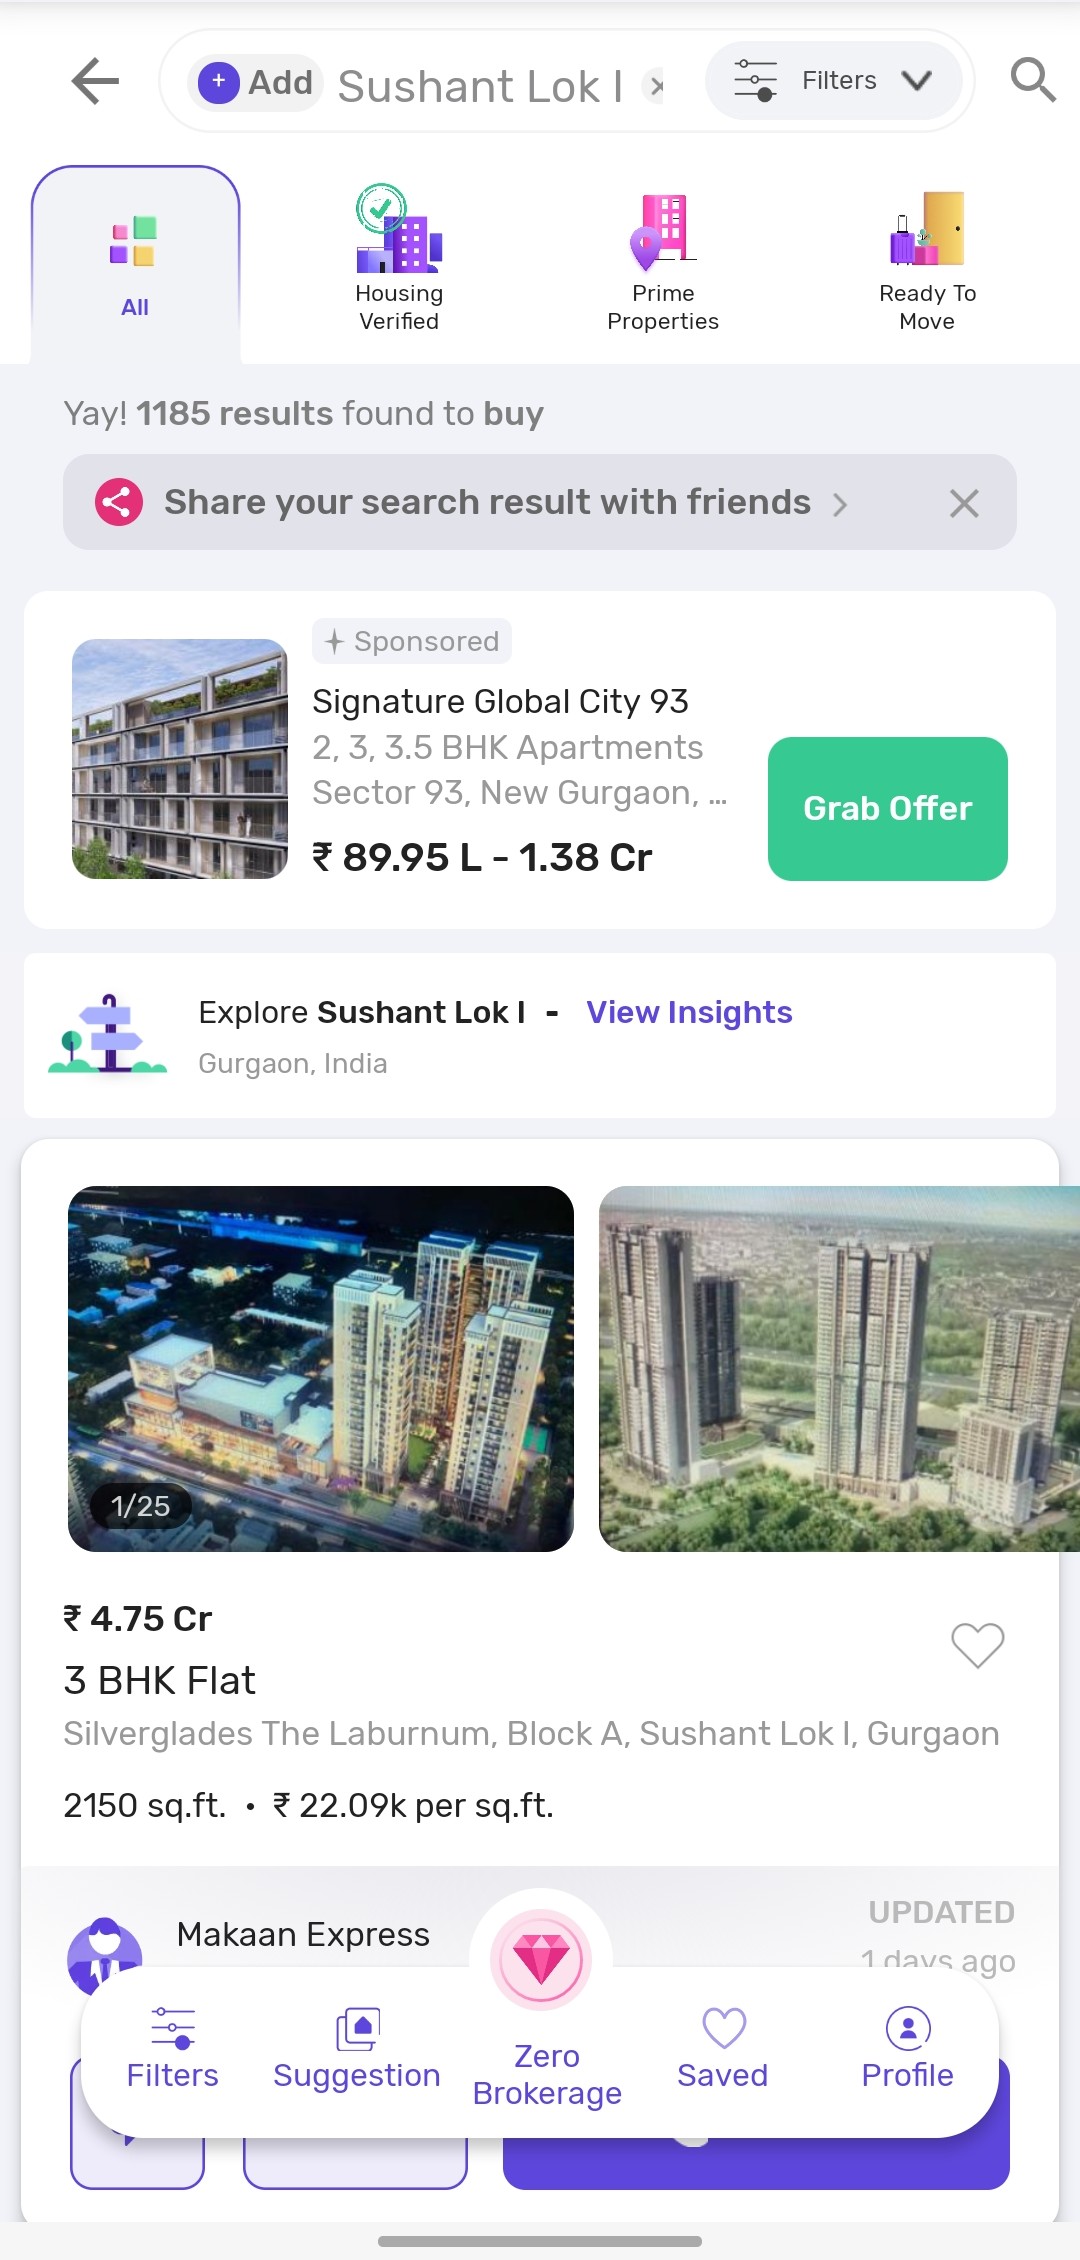 + Add Sushant Lok I × Filters
All
Housing
Verified
Prime
Properties
Ready To
Move
Yay! 1185 results found to buy
Share your search result with friends
Sponsored
Signature Global City 93
2, 3, 3.5 BHK Apartments
Sector 93, New Gurgaon, ...
₹ 89.95 L - 1.38 Cr
Grab Offer
Explore Sushant Lok I - View Insights
Gurgaon, India
1/25
₹ 4.75 Cr
3 BHK Flat
Silverglades The Laburnum, Block A, Sushant Lok I, Gurgaon
2150 sq.ft. • ₹ 22.09k per sq.ft.
Makaan Express
UPDATED
1 days ago
Filters
Suggestion
Zero
Brokerage
Saved
Profile